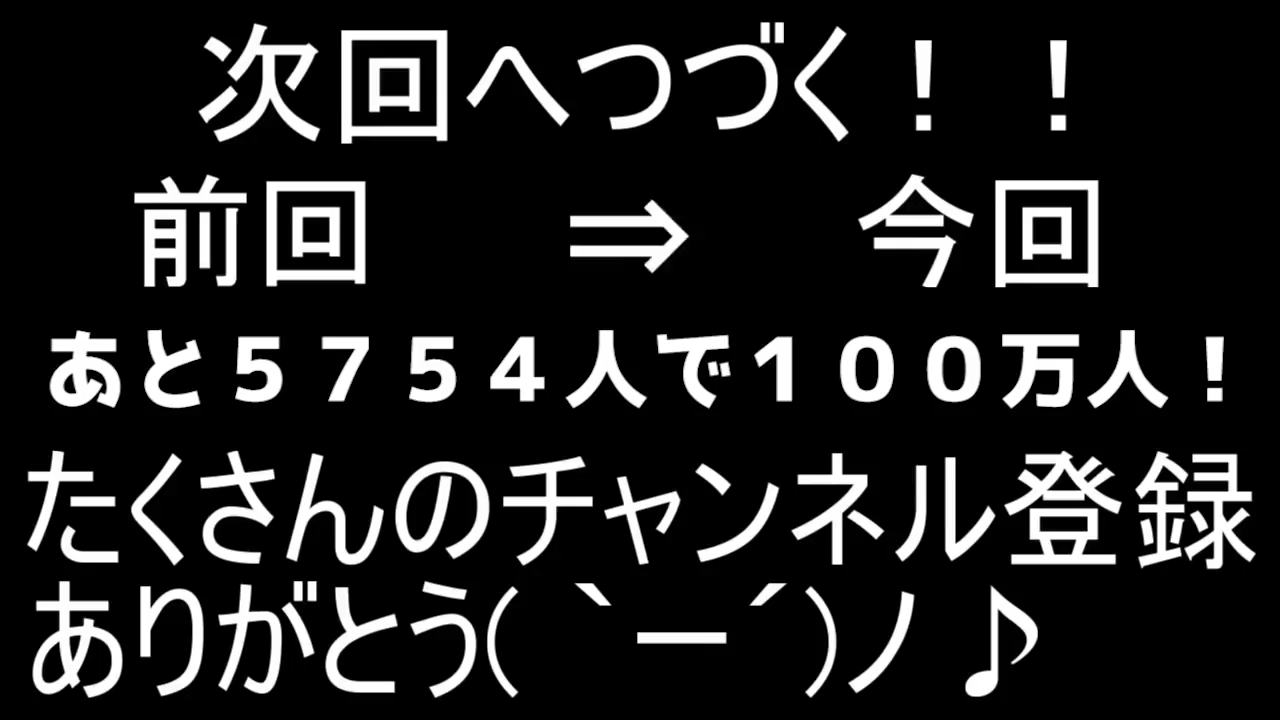 次回へつづく！！
前回　⇒　今回
あと５７５４人で１００万人！
たくさんのチャンネル登録
ありがとう(｀ー´)ノ♪